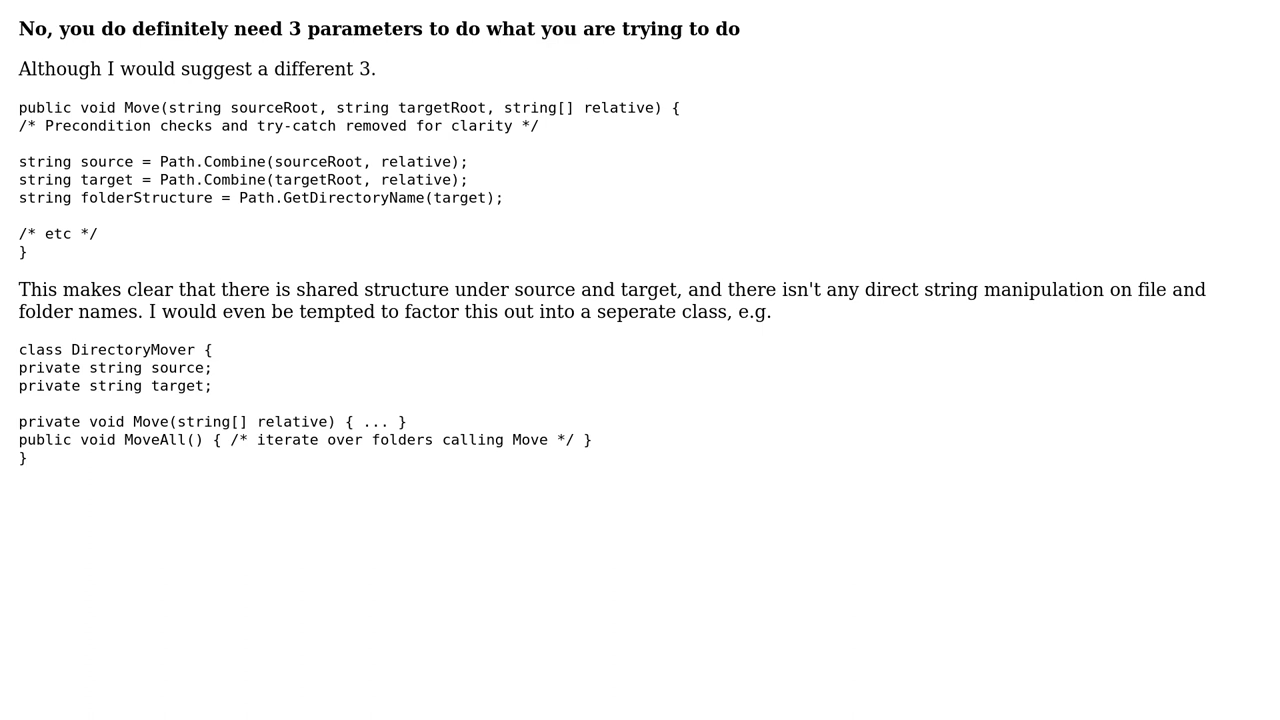 No, you do definitely need 3 parameters to do what you are trying to do
Although I would suggest a different 3.
public void Move(string sourceRoot, string targetRoot, string[] relative) {
/* Precondition checks and try-catch removed for clarity */
string source = Path.Combine(sourceRoot, relative);
string target = Path.Combine(targetRoot, relative);
string folderStructure = Path.GetDirectoryName(target);
/* etc */
}
This makes clear that there is shared structure under source and target, and there isn't any direct string manipulation on file and
folder names. I would even be tempted to factor this out into a seperate class, e.g.
class DirectoryMover {
private string source;
private string target;
private void Move(string[] relative) { ... }
public void MoveAll() { /* iterate over folders calling Move */ }
}